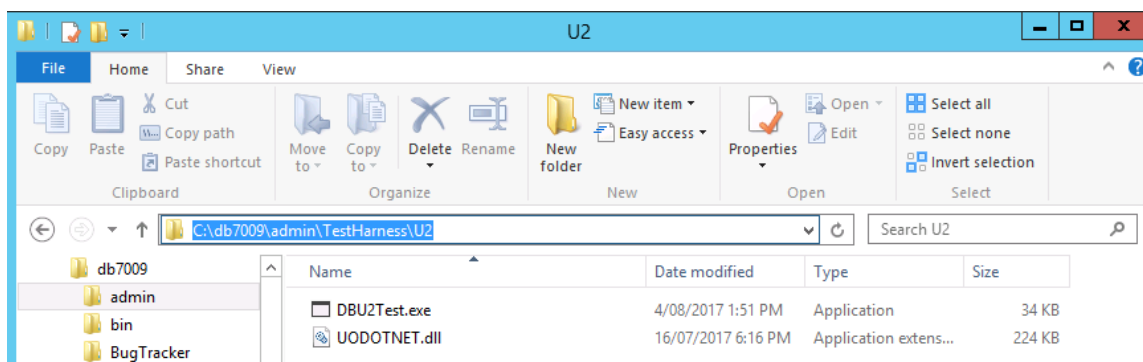 U2
File Home Share View
Copy
Paste
Cut
Copy path
Paste shortcut
Clipboard
Move to
Copy to
Delete
Rename
Organize
New folder
New item
Easy access
New
Properties
Open
Edit
Open
Select all
Select none
Invert selection
Select
C:\db7009\admin\TestHarness\U2
Search U2
db7009
admin
bin
BugTracker
Name Date modified Type Size
DBU2Test.exe 4/08/2017 1:51 PM Application 34 KB
UODOTNET.dll 16/07/2017 6:16 PM Application extens... 224 KB